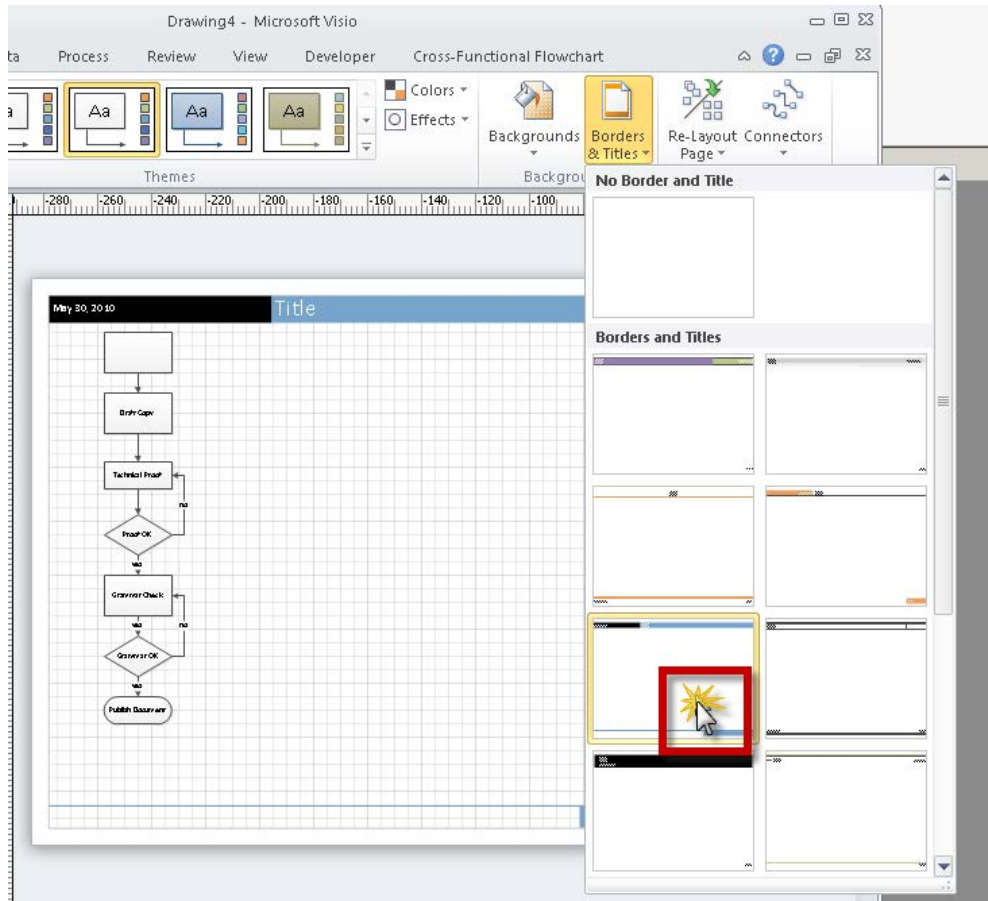 Drawing4 - Microsoft Visio
ta Process Review View Developer Cross-Functional Flowchart
Aa Aa Aa
Colors
Effects
Backgrounds
Borders & Titles
Re-Layout Page
Connectors
Themes
Backgrou
No Border and Title
-280 -260 -240 -220 -200 -180 -160 -140 -120 -100
May 30, 2010
Title
Borders and Titles
Draft Copy
Technical Proof
no
Proof OK
yes
Grammar Check
yes
no
Grammar OK
yes
Publish Document